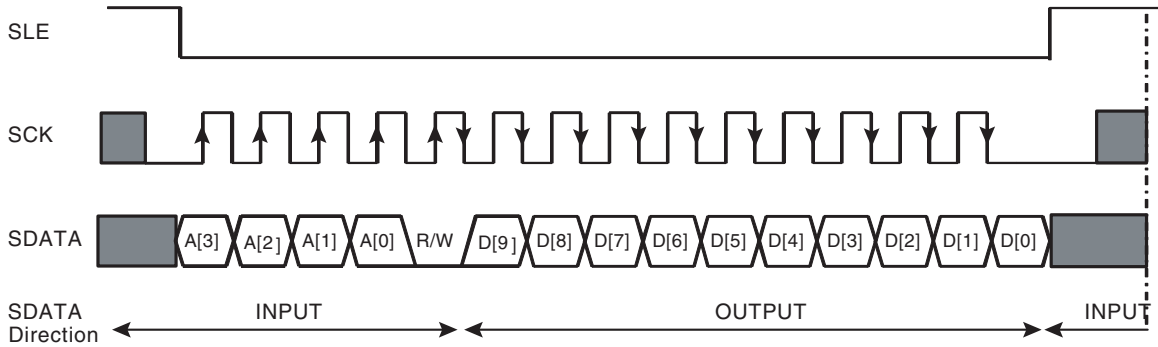 SLE
SCK
SDATA A[3] A[2] A[1] A[0] R/W D[9] D[8] D[7] D[6] D[5] D[4] D[3] D[2] D[1] D[0]
SDATA
Direction INPUT OUTPUT INPUT